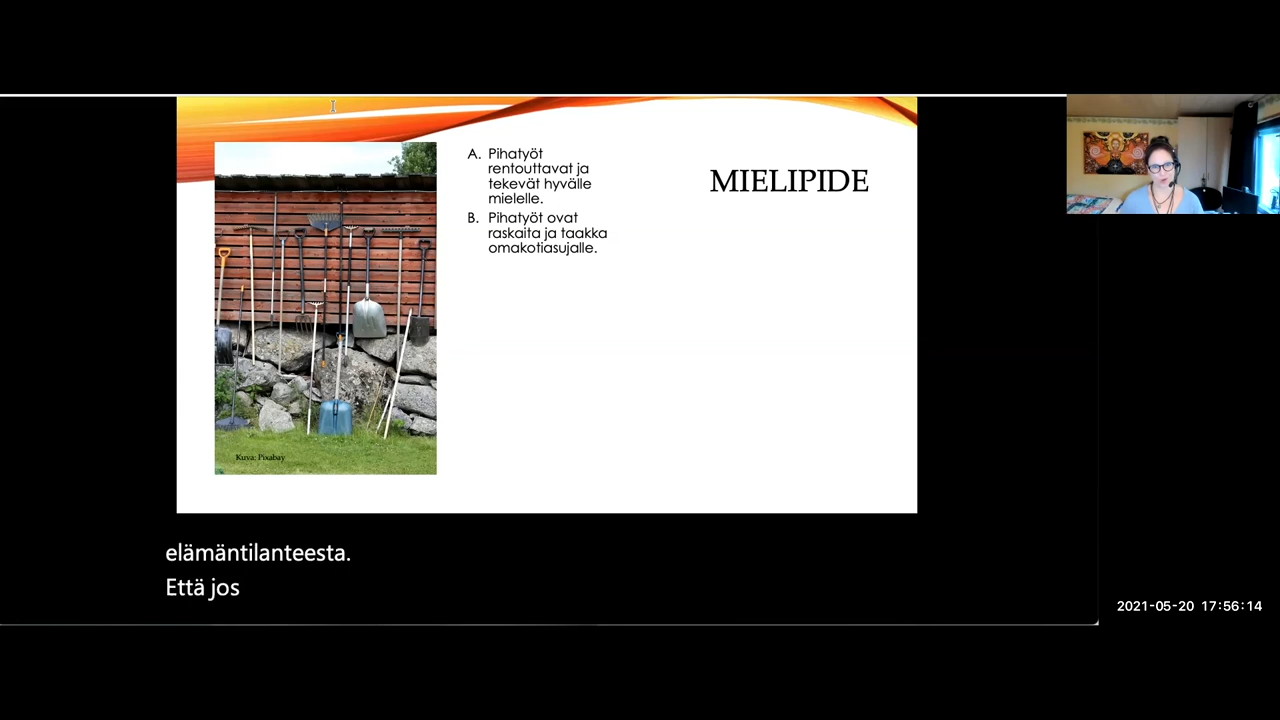 A. Pihatyöt
rentouttavat ja
tekevät hyvälle
mielelle.
B. Pihatyöt ovat
raskaita ja taakka
omakotiasujalle.
MIELIPIDE
Kuva: Pixabay
elämäntilanteesta.
Että jos
2021-05-20 17:56:14